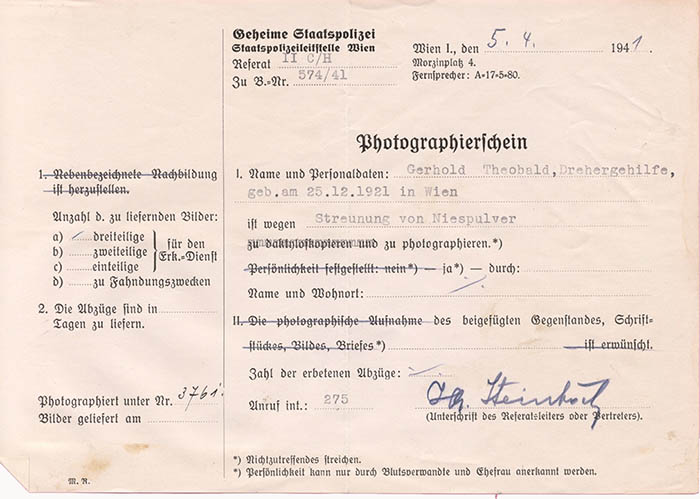 Geheime Staatspolizei
Staatspolizeileitstelle Wien
Referat II C/H
Zu B.-Nr. 574/41
Wien I., den 5. 4. 1941.
Morzinplatz 4.
Fernsprecher: A-17-5-80.
Photographierschein
1. Nebenbezeichnete Nachbildung
ist herzustellen.
Anzahl d. zu liefernden Bilder:
a) dreiteilige
b) zweiteilige
c) einteilige
für den
Erk.-Dienst
d) zu Fahndungszwecken
2. Die Abzüge sind in
Tagen zu liefern.
Photographiert unter Nr. 3761.
Bilder geliefert am
I. Name und Personaldaten: Gerhold Theobald, Drehergehilfe,
geb.am 25.12.1921 in Wien
ist wegen Streunung von Niespulver
zu daktyloskopieren und zu photographieren.*)
Persönlichkeit festgestellt: nein*) — ja*) — durch:
Name und Wohnort:
II. Die photographische Aufnahme des beigefügten Gegenstandes, Schrift-
stückes, Bildes, Briefes*) ist erwünscht.
Zahl der erbetenen Abzüge:
Anruf int.: 275
(Unterschrift des Referatsleiters oder Vertreters).
*) Nichtzutreffendes streichen.
*) Persönlichkeit kann nur durch Blutsverwandte und Ehefrau anerkannt werden.
M. R.